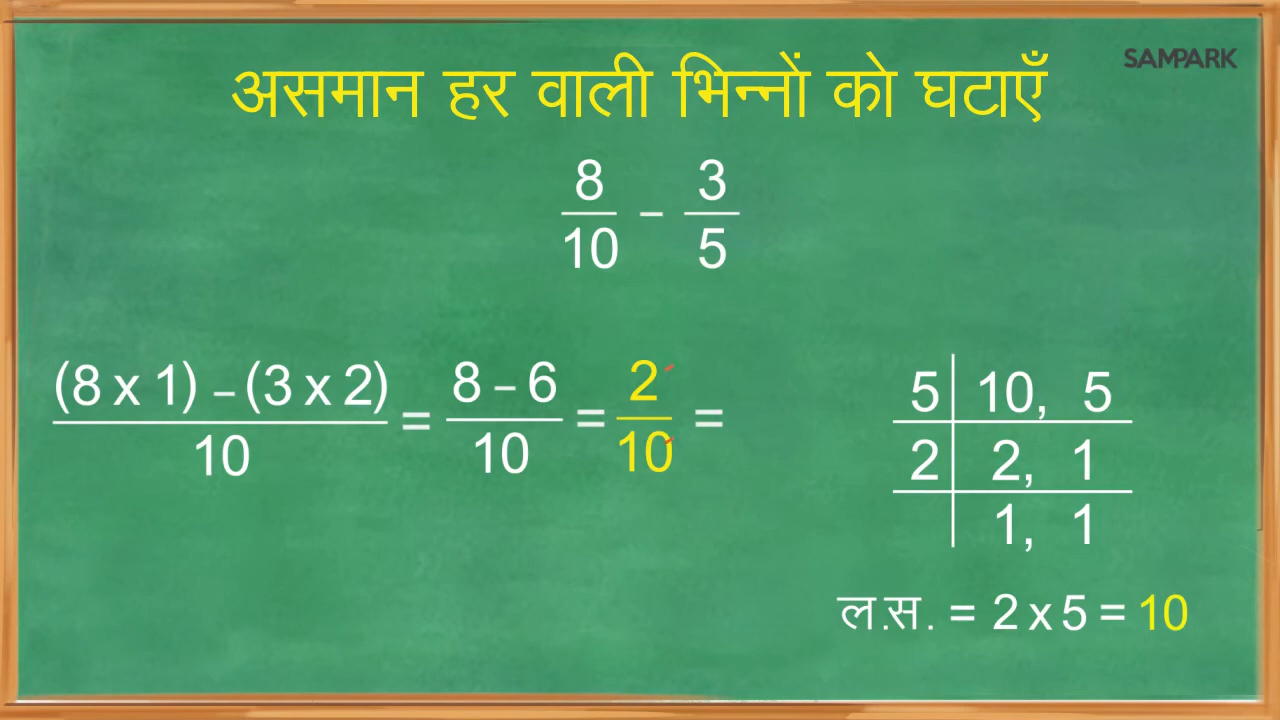 SAMPARK
असमान हर वाली भिन्नों को घटाएँ
8/10 - 3/5
(8 x 1) – (3 x 2)/10 = 8 – 6/10 = 2/10 =
5 | 10, 5
2 | 2, 1
1, 1
ल.स. = 2 x 5 = 10